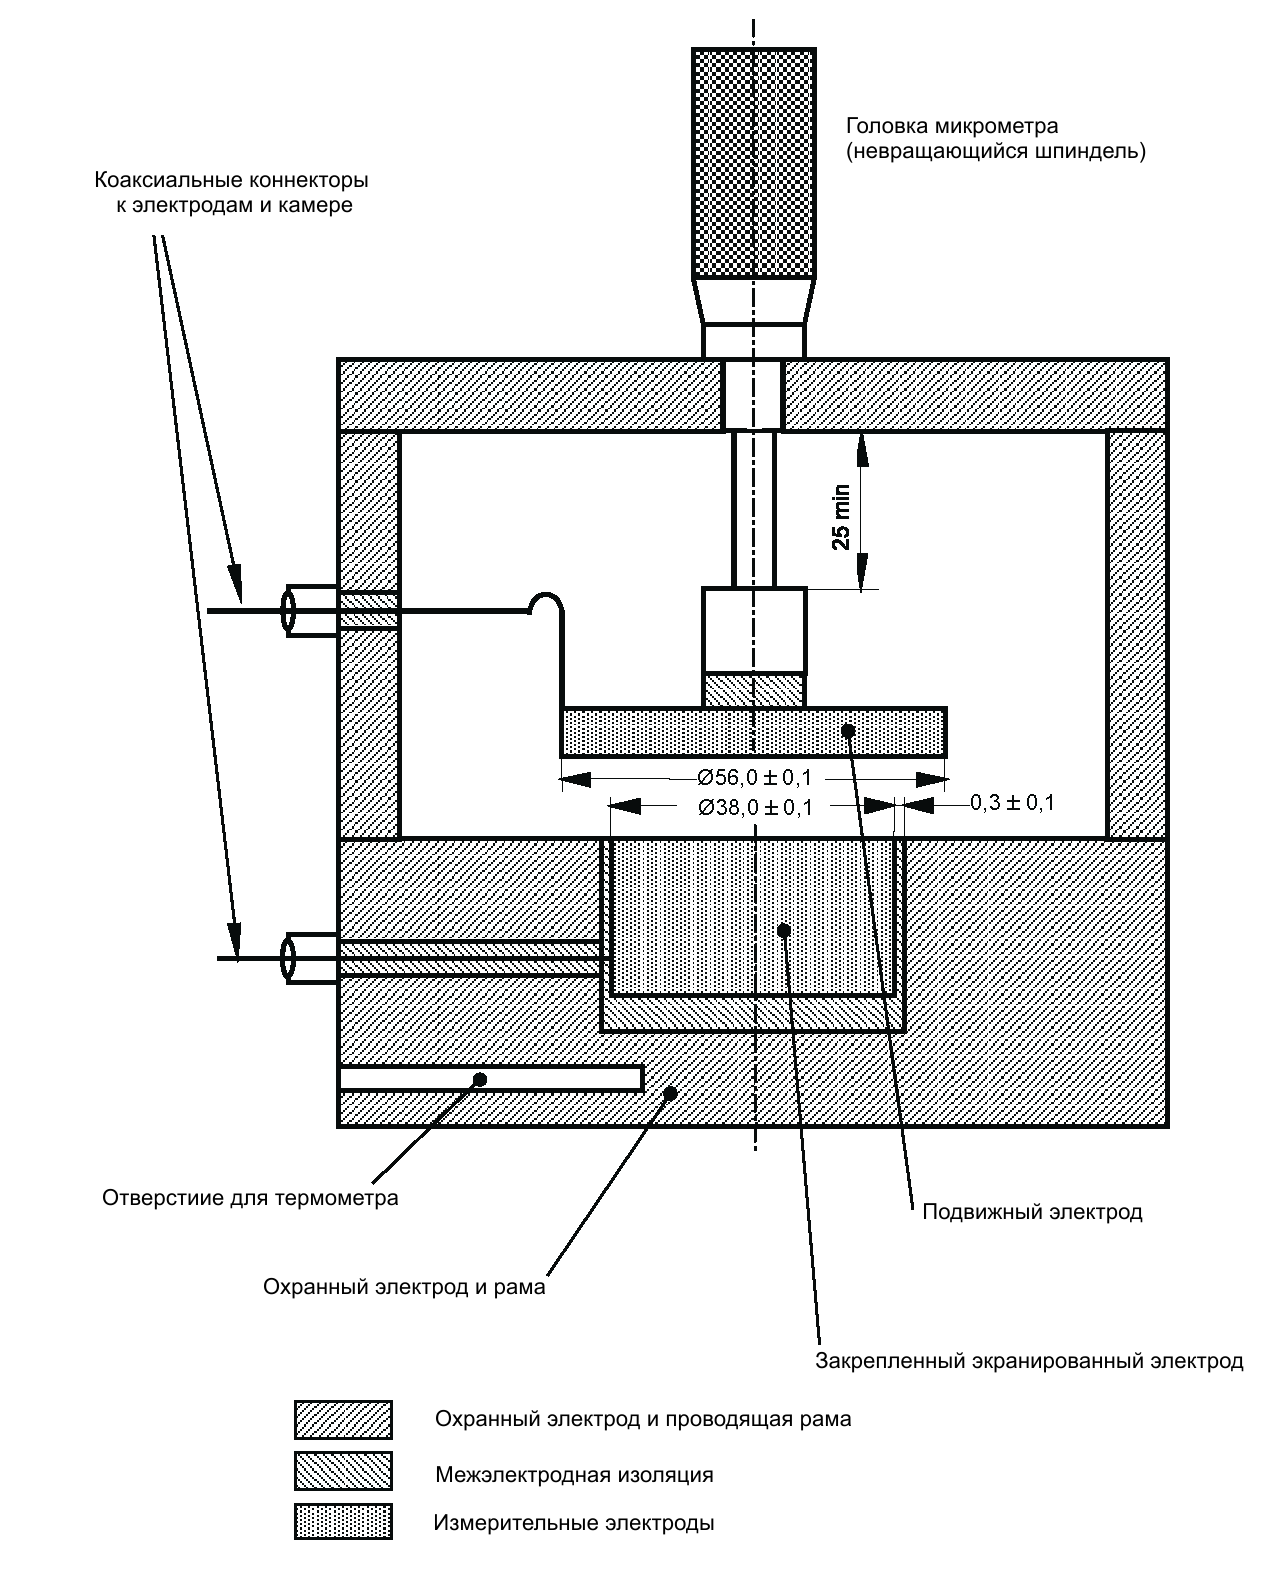 Головка микрометра
(невращающийся шпиндель)
Коаксиальные коннекторы
к электродам и камере
25 min
Ø56,0 ± 0,1
Ø38,0 ± 0,1
0,3 ± 0,1
Отверстиие для термометра
Подвижный электрод
Охранный электрод и рама
Закрепленный экранированный электрод
Охранный электрод и проводящая рама
Межэлектродная изоляция
Измерительные электроды